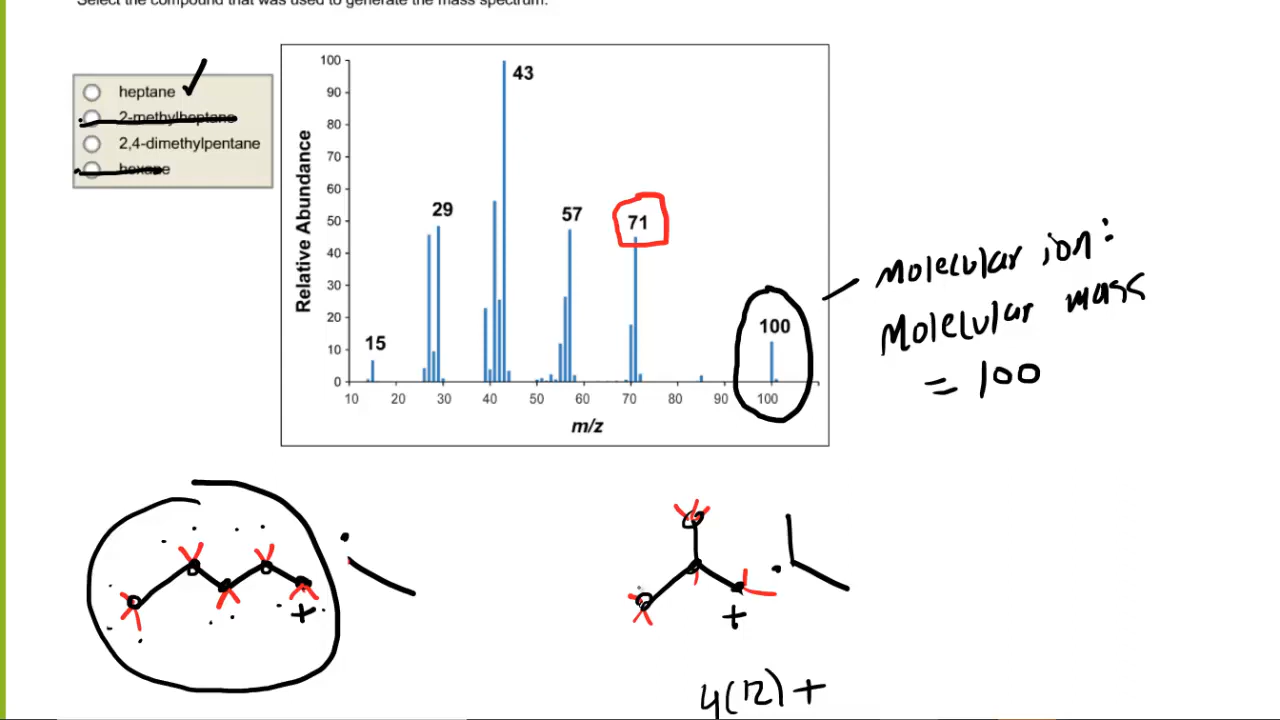 Select the compound that was used to generate the mass spectrum.
heptane
2-methylheptane
2,4-dimethylpentane
hexane
Relative Abundance
100
90
80
70
60
50
40
30
20
10
0
43
29
57
71
15
100
10 20 30 40 50 60 70 80 90 100
m/z
Molecular ion:
Molecular mass
= 100
+
+
4(12) +